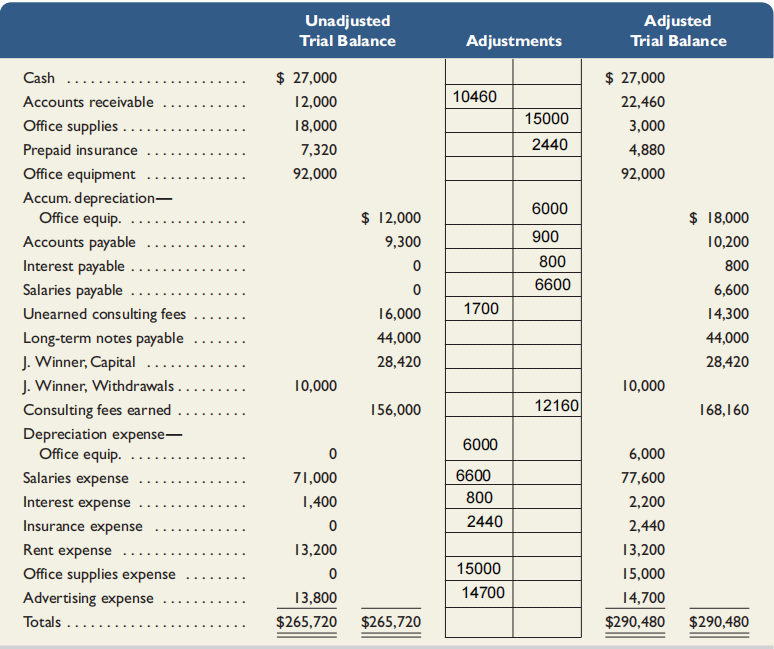 Unadjusted Adjusted
Trial Balance Adjustments Trial Balance
Cash ....................... $ 27,000 $ 27,000
Accounts receivable ........... 12,000 10460 22,460
Office supplies ................ 18,000 15000 3,000
Prepaid insurance ............. 7,320 2440 4,880
Office equipment ............. 92,000 92,000
Accum. depreciation—
Office equip. ............... $ 12,000 6000 $ 18,000
Accounts payable ............. 9,300 900 10,200
Interest payable ............... 0 800 800
Salaries payable ............... 0 6600 6,600
Unearned consulting fees ....... 16,000 1700 14,300
Long-term notes payable ....... 44,000 44,000
J. Winner, Capital ............. 28,420 28,420
J. Winner, Withdrawals ......... 10,000 10,000
Consulting fees earned ......... 156,000 12160 168,160
Depreciation expense—
Office equip. ............... 0 6000 6,000
Salaries expense .............. 71,000 6600 77,600
Interest expense ............... 1,400 800 2,200
Insurance expense ............ 0 2440 2,440
Rent expense ................ 13,200 13,200
Office supplies expense ........ 0 15000 15,000
Advertising expense ........... 13,800 14700 14,700
Totals ....................... $265,720 $265,720 $290,480 $290,480